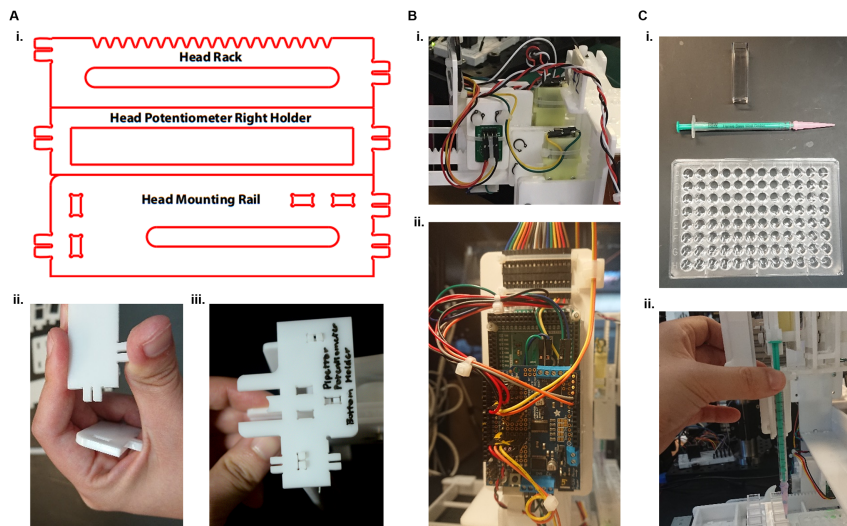 A
i.
Head Rack
Head Potentiometer Right Holder
Head Mounting Rail
ii.
iii.
Pipettor
Potentiometer
Bottom Holder
B
i.
ii.
C
i.
ii.